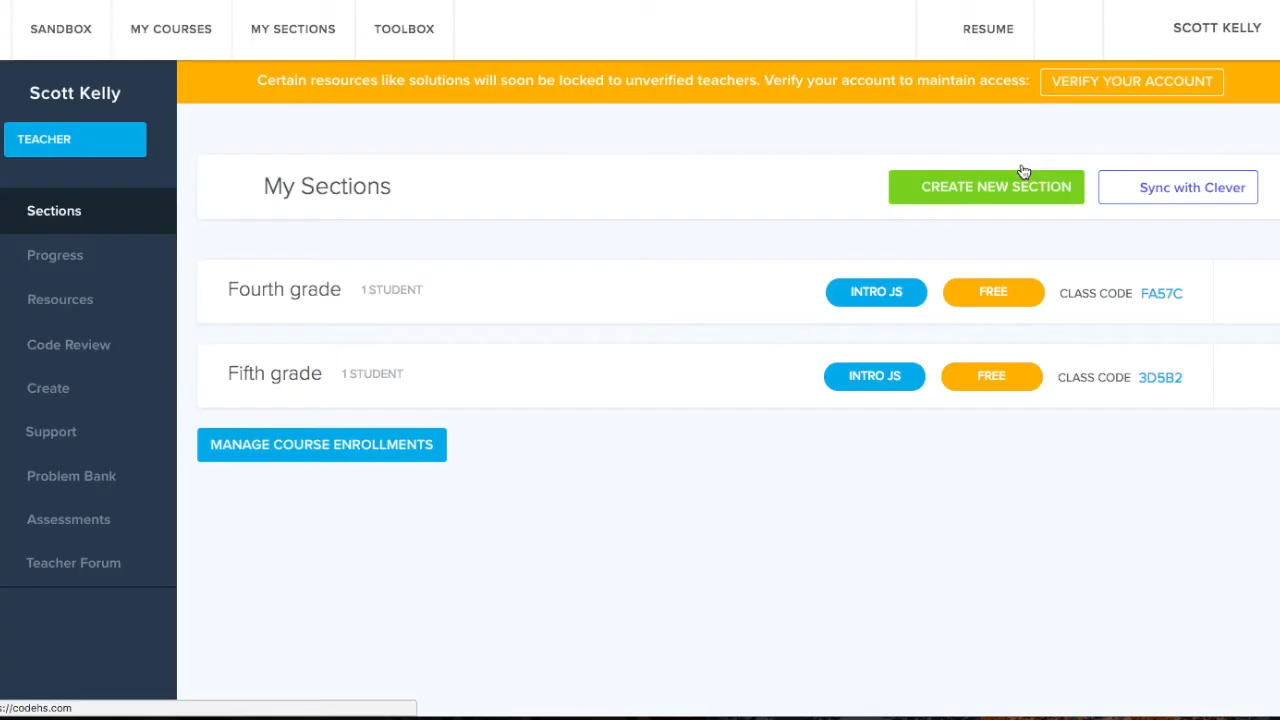 SANDBOX MY COURSES MY SECTIONS TOOLBOX RESUME SCOTT KELLY
Certain resources like solutions will soon be locked to unverified teachers. Verify your account to maintain access: VERIFY YOUR ACCOUNT
Scott Kelly
TEACHER
Sections
Progress
Resources
Code Review
Create
Support
Problem Bank
Assessments
Teacher Forum
My Sections CREATE NEW SECTION Sync with Clever
Fourth grade 1 STUDENT INTRO JS FREE CLASS CODE FA57C
Fifth grade 1 STUDENT INTRO JS FREE CLASS CODE 3D5B2
MANAGE COURSE ENROLLMENTS
s://codehs.com